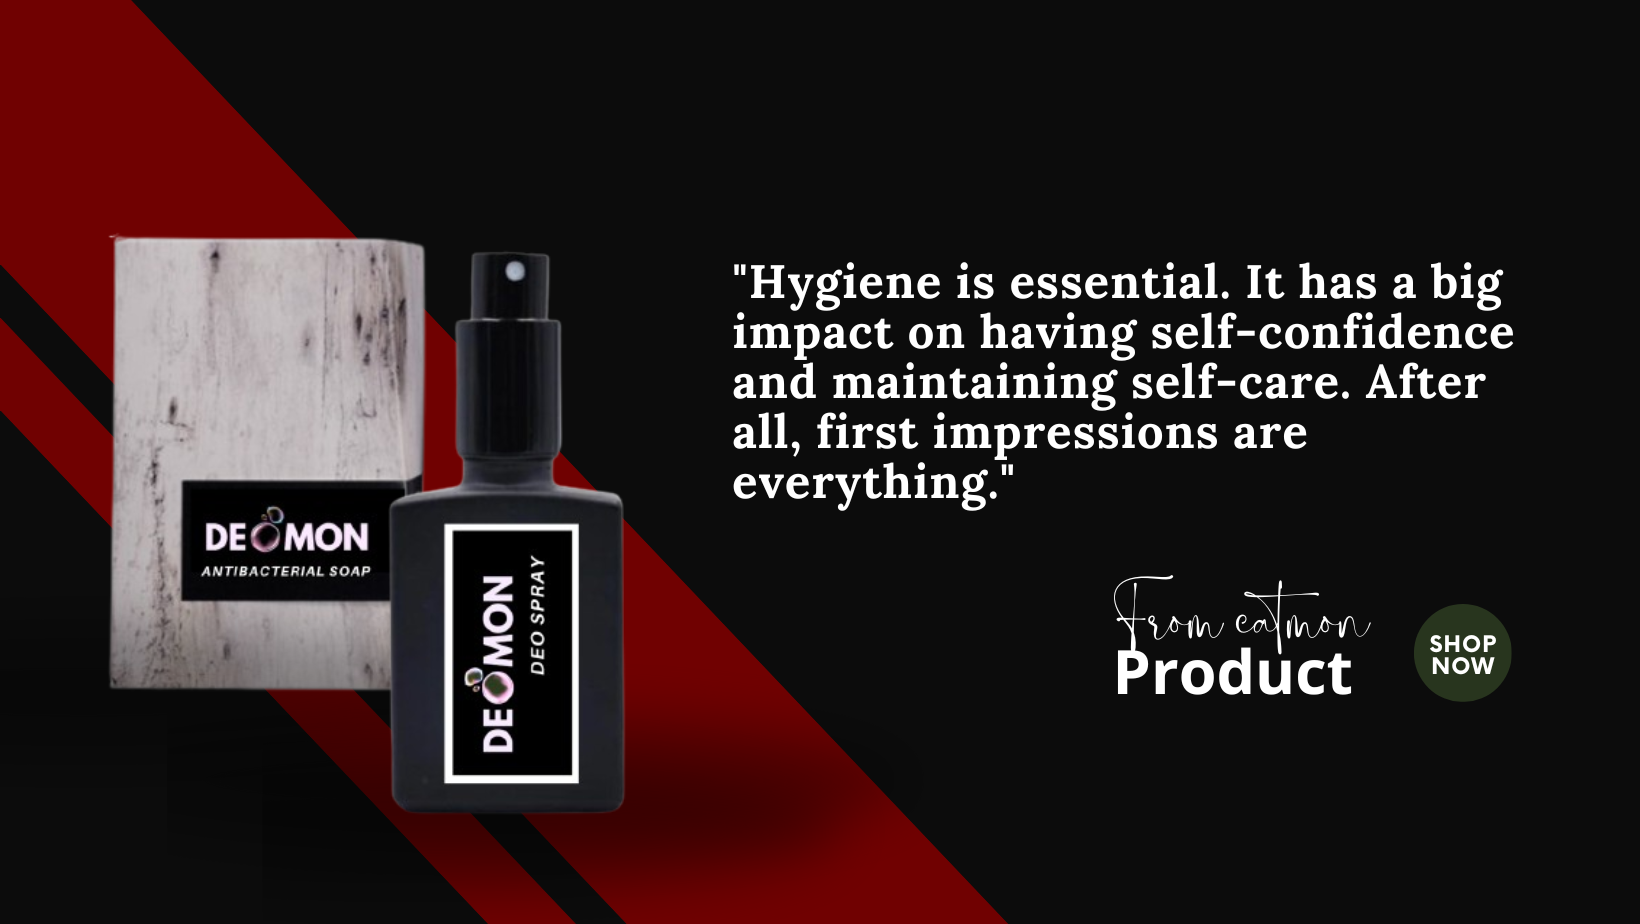 DEOMON
ANTIBACTERIAL SOAP
DEOMON
DEO SPRAY
"Hygiene is essential. It has a big
impact on having self-confidence
and maintaining self-care. After
all, first impressions are
everything."
From eatmon
Product
SHOP
NOW